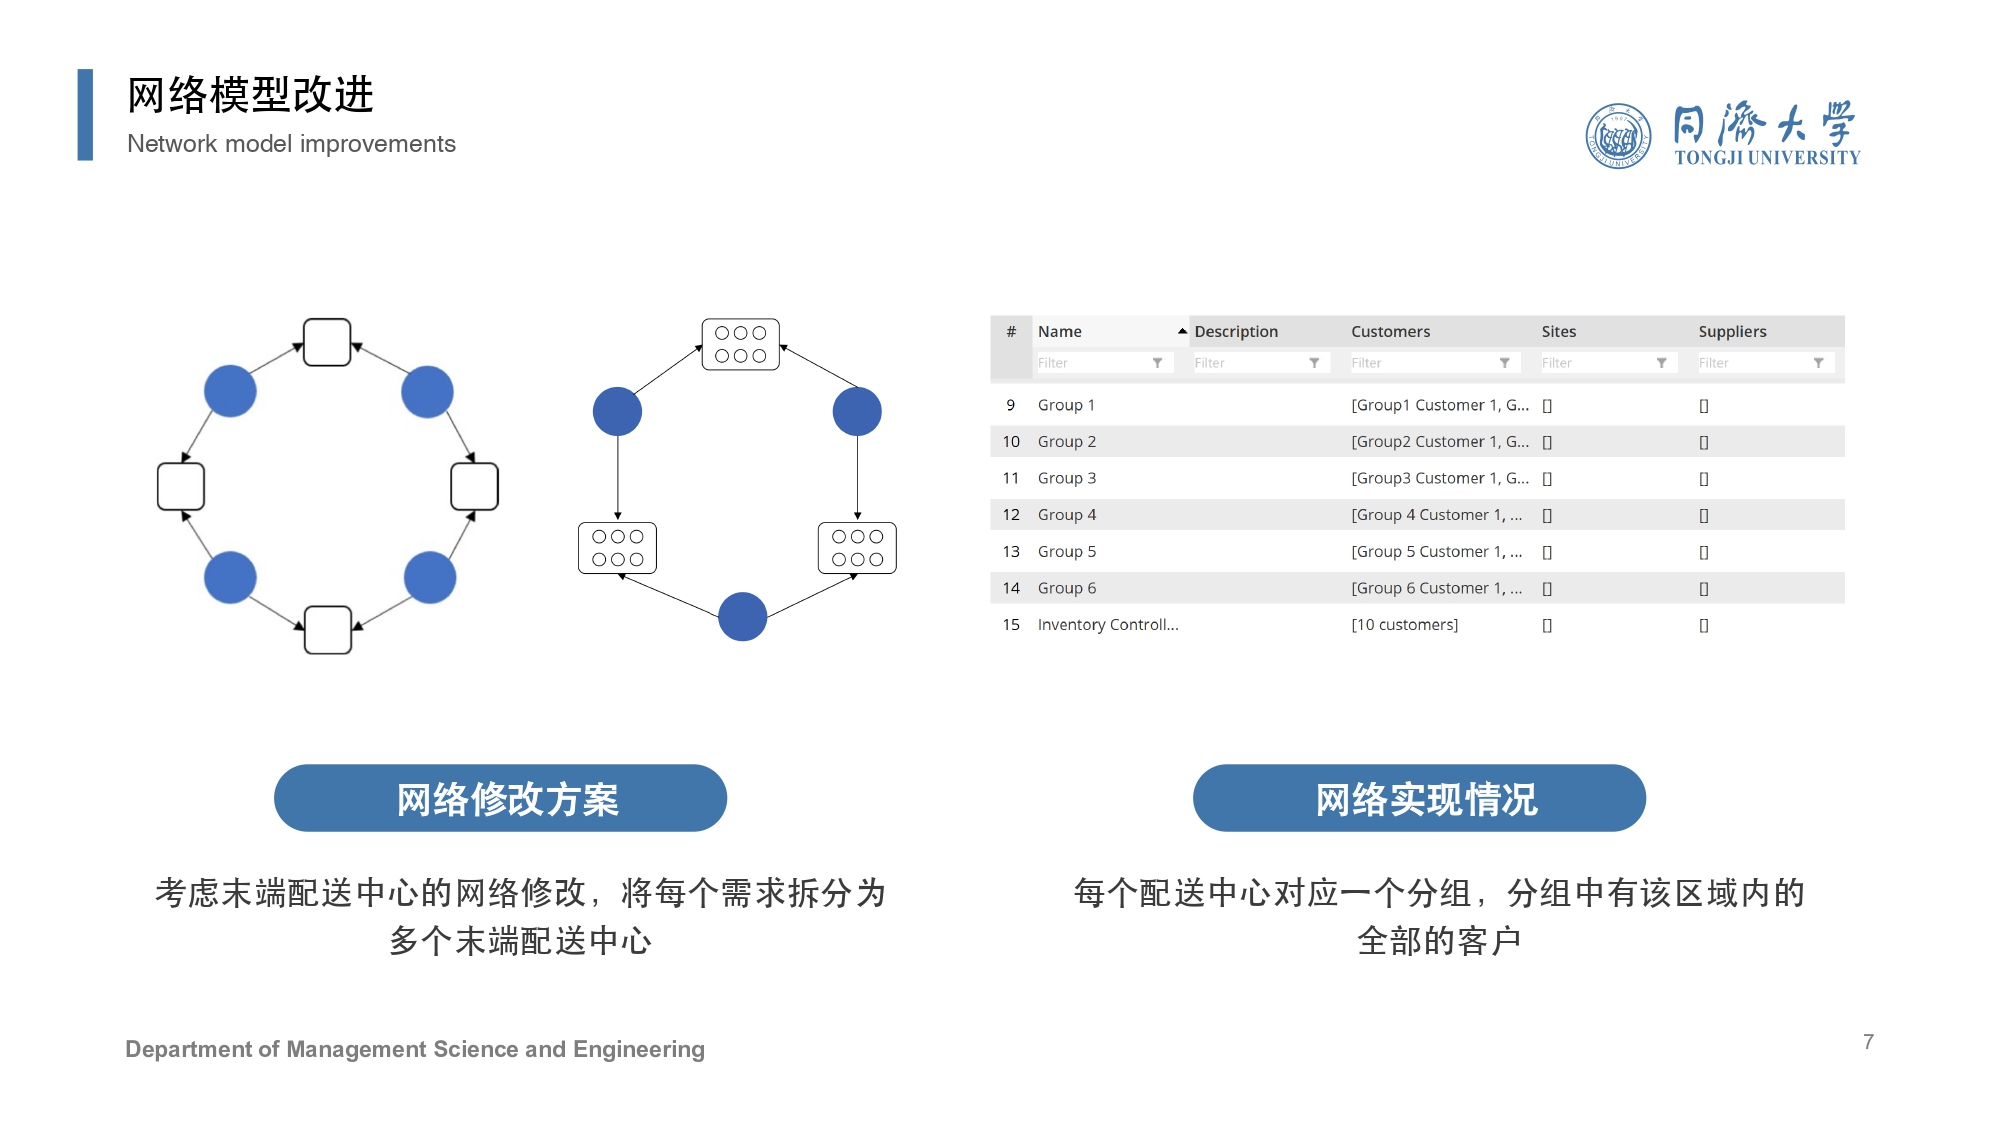 网络模型改进
Network model improvements
同濟大学
TONGJI UNIVERSITY
# Name Description Customers Sites Suppliers
Filter Filter Filter Filter Filter
9 Group 1 [Group1 Customer 1, G... [] []
10 Group 2 [Group2 Customer 1, G... [] []
11 Group 3 [Group3 Customer 1, G... [] []
12 Group 4 [Group 4 Customer 1, ... [] []
13 Group 5 [Group 5 Customer 1, ... [] []
14 Group 6 [Group 6 Customer 1, ... [] []
15 Inventory Controll... [10 customers] [] []
网络修改方案
考虑末端配送中心的网络修改，将每个需求拆分为
多个末端配送中心
网络实现情况
每个配送中心对应一个分组，分组中有该区域内的
全部的客户
Department of Management Science and Engineering
7